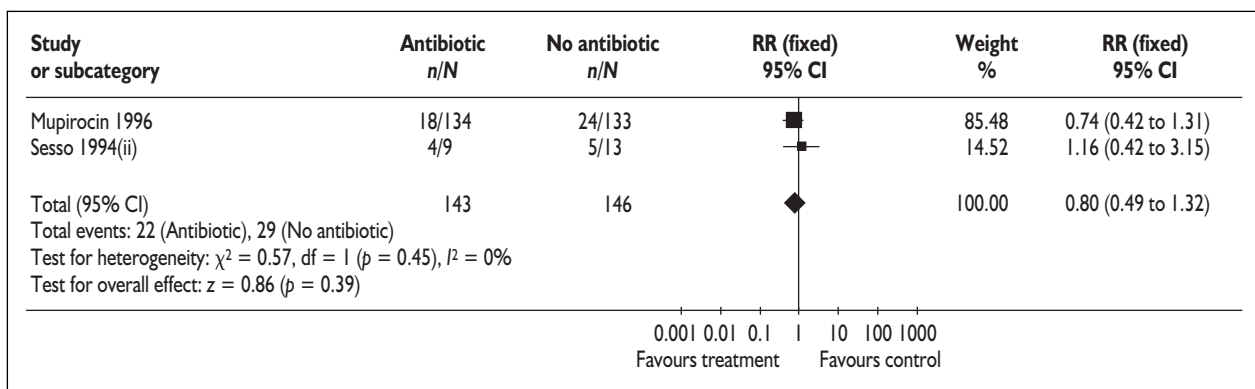 Study Antibiotic No antibiotic RR (fixed) Weight RR (fixed)
or subcategory n/N n/N 95% CI % 95% CI
Mupirocin 1996 18/134 24/133 85.48 0.74 (0.42 to 1.31)
Sesso 1994(ii) 4/9 5/13 14.52 1.16 (0.42 to 3.15)
Total (95% CI) 143 146 100.00 0.80 (0.49 to 1.32)
Total events: 22 (Antibiotic), 29 (No antibiotic)
Test for heterogeneity: χ² = 0.57, df = 1 (p = 0.45), I² = 0%
Test for overall effect: z = 0.86 (p = 0.39)
0.001 0.01 0.1 1 10 100 1000
Favours treatment Favours control